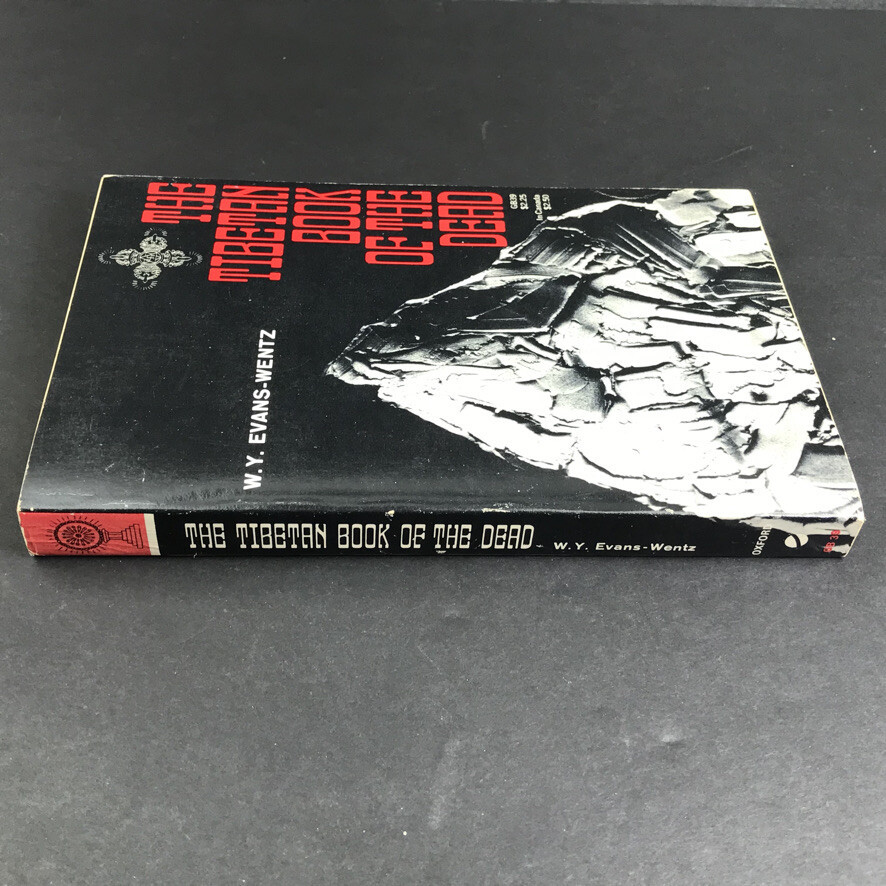 THE
TIBETAN
BOOK
OF THE
DEAD
GB39
$2.25
In Canada
$2.50
W.Y. EVANS-WENTZ
THE TIBETAN BOOK OF THE DEAD W.Y. Evans-Wentz OXFORD